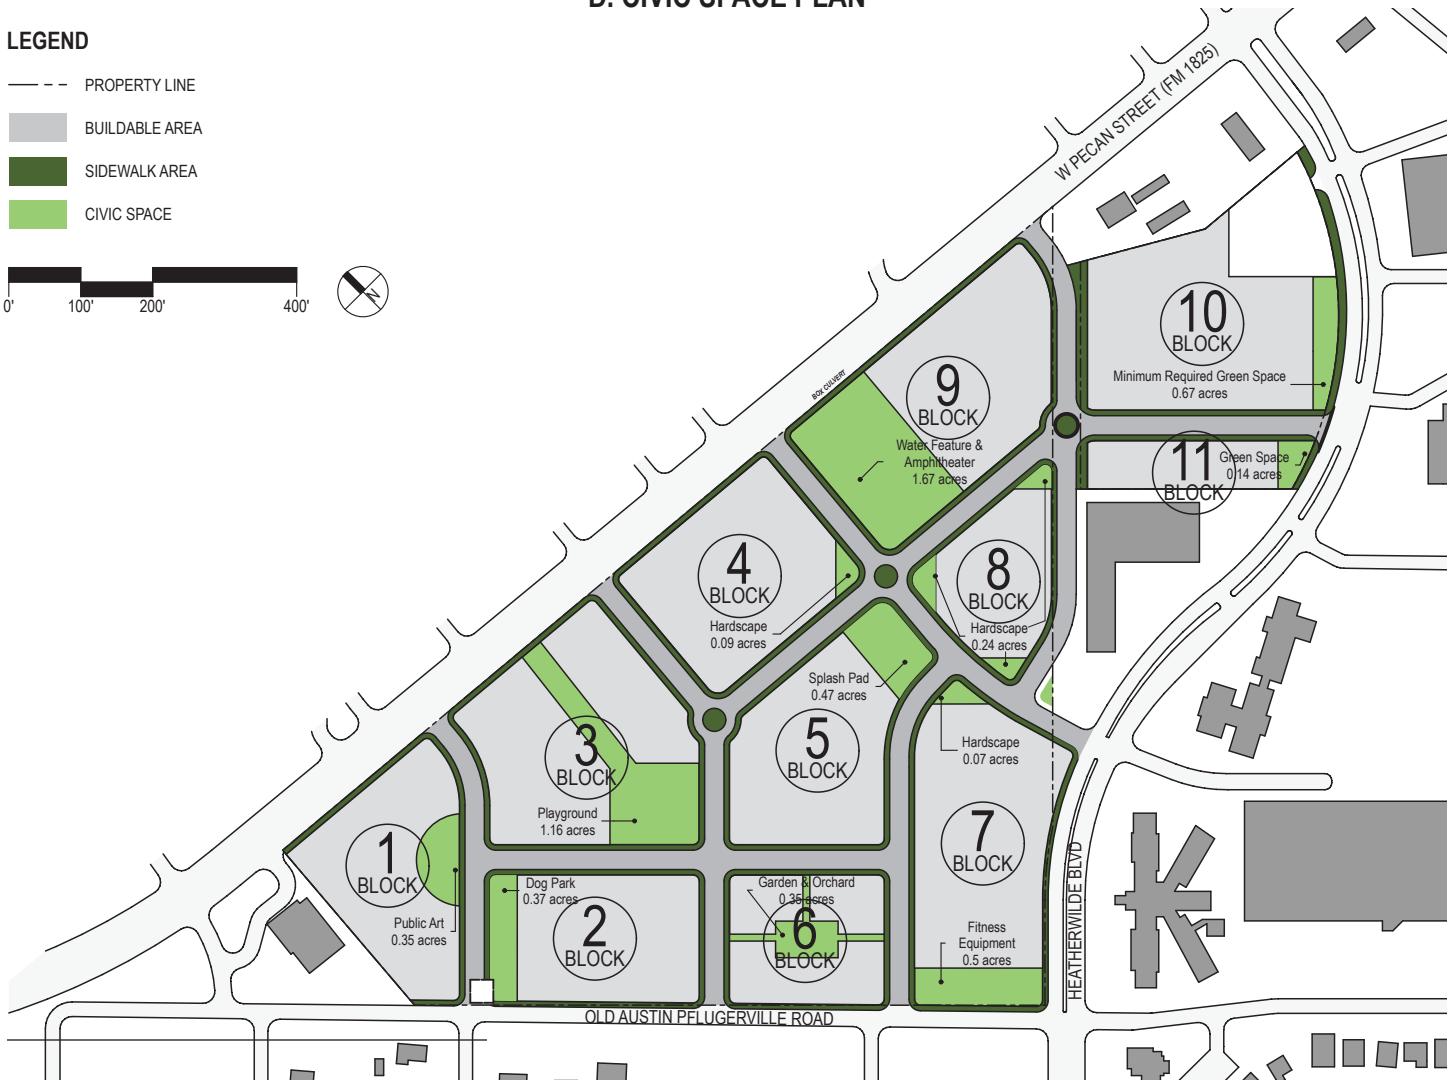 D. CIVIC SPACE PLAN
LEGEND
PROPERTY LINE
BUILDABLE AREA
SIDEWALK AREA
CIVIC SPACE
0'
100'
200'
400'
N
W PECAN STREET (FM 1825)
BOX CULVERT
10
BLOCK
Minimum Required Green Space
0.67 acres
9
BLOCK
Water Feature &
Amphitheater
1.67 acres
11
BLOCK
Green Space
0.14 acres
4
BLOCK
Hardscape
0.09 acres
8
BLOCK
Hardscape
0.24 acres
Splash Pad
0.47 acres
5
BLOCK
3
BLOCK
Playground
1.16 acres
Hardscape
0.07 acres
7
BLOCK
Fitness
Equipment
0.5 acres
1
BLOCK
Public Art
0.35 acres
Dog Park
0.37 acres
2
BLOCK
Garden & Orchard
0.35 acres
6
BLOCK
HEATHERWILDE BLVD
OLD AUSTIN PFLUGERVILLE ROAD